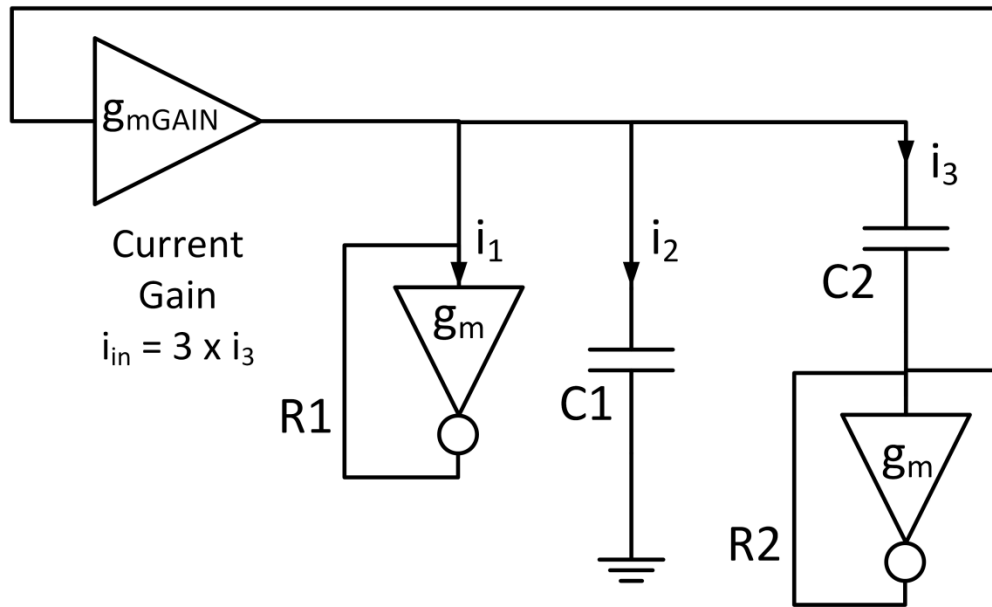 gmGAIN
Current
Gain
iin = 3 x i3
i1
i2
i3
gm
R1
C1
C2
gm
R2